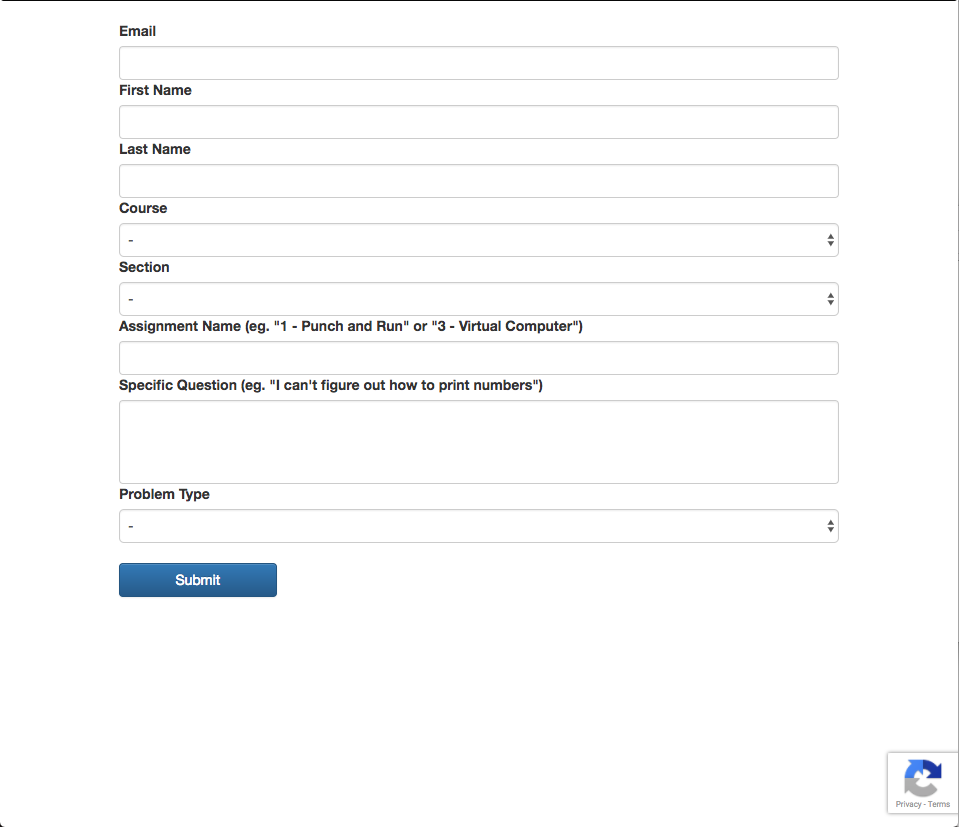 Email
First Name
Last Name
Course
-
Section
-
Assignment Name (eg. "1 - Punch and Run" or "3 - Virtual Computer")
Specific Question (eg. "I can't figure out how to print numbers")
Problem Type
-
Submit
Privacy - Terms